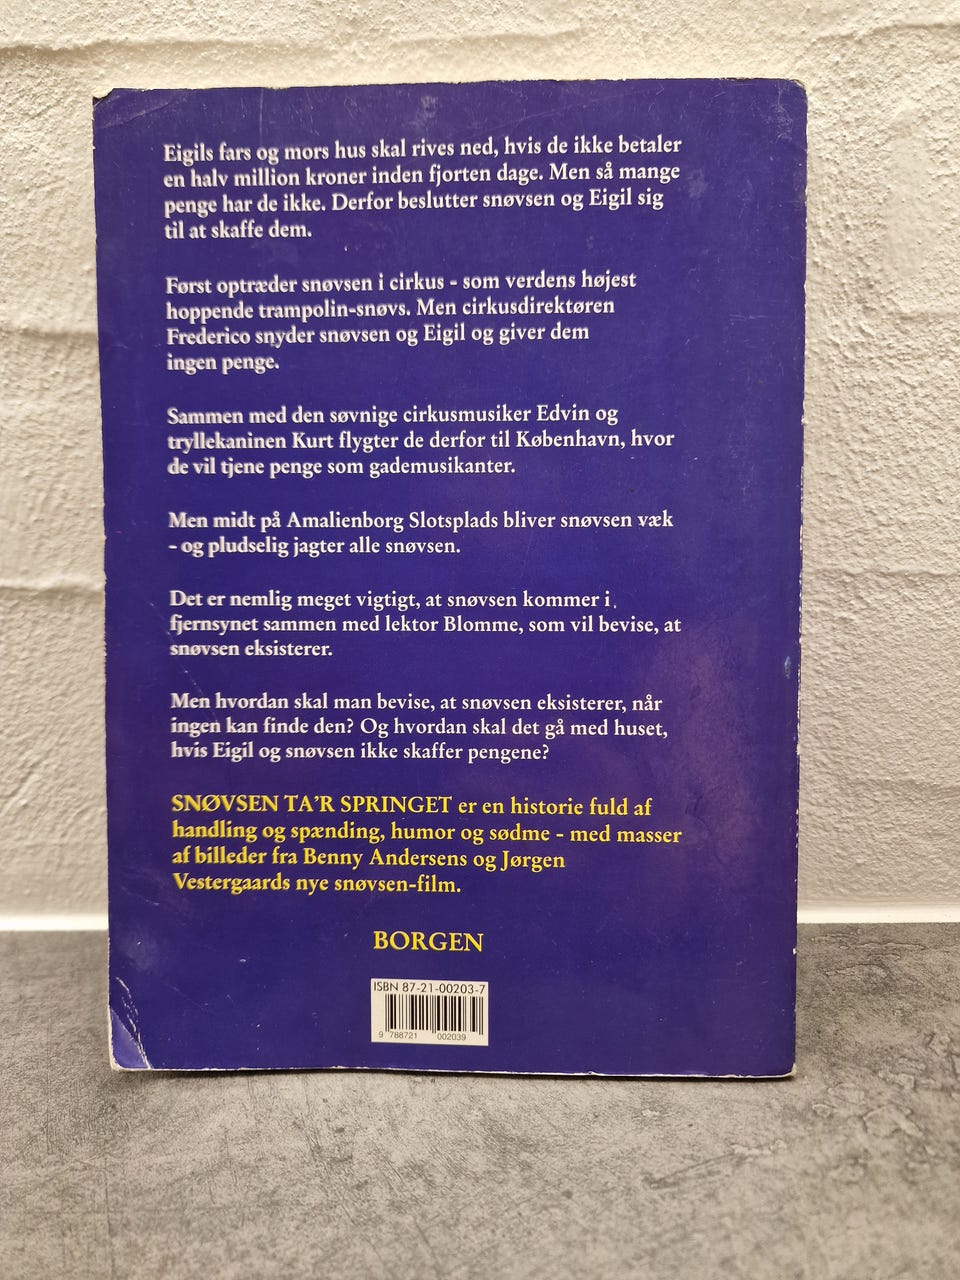 Eigils fars og mors hus skal rives ned, hvis de ikke betaler
en halv million kroner inden fjorten dage. Men så mange
penge har de ikke. Derfor beslutter snøvsen og Eigil sig
til at skaffe dem.
Først optræder snøvsen i cirkus - som verdens højest
hoppende trampolin-snøvs. Men cirkusdirektøren
Frederico snyder snøvsen og Eigil og giver dem
ingen penge.
Sammen med den søvnige cirkusmusiker Edvin og
tryllekaninen Kurt flygter de derfor til København, hvor
de vil tjene penge som gademusikanter.
Men midt på Amalienborg Slotsplads bliver snøvsen væk
- og pludselig jagter alle snøvsen.
Det er nemlig meget vigtigt, at snøvsen kommer i
fjernsynet sammen med lektor Blomme, som vil bevise, at
snøvsen eksisterer.
Men hvordan skal man bevise, at snøvsen eksisterer, når
ingen kan finde den? Og hvordan skal det gå med huset,
hvis Eigil og snøvsen ikke skaffer pengene?
SNØVSEN TA'R SPRINGET er en historie fuld af
handling og spænding, humor og sødme - med masser
af billeder fra Benny Andersens og Jørgen
Vestergaards nye snøvsen-film.
BORGEN
ISBN 87-21-00203-7
9 788721 002039